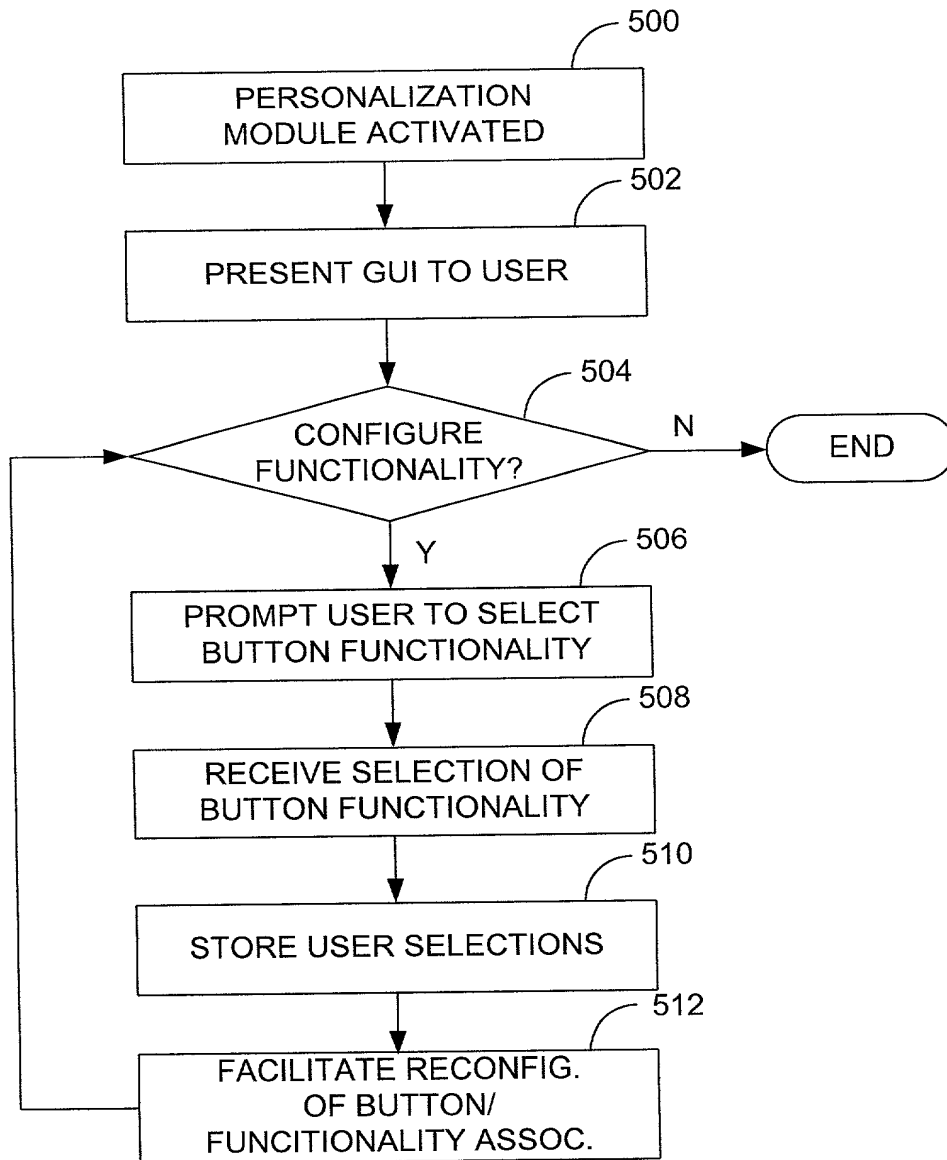 500
PERSONALIZATION
MODULE ACTIVATED
502
PRESENT GUI TO USER
504
CONFIGURE
FUNCTIONALITY?
N
END
Y
506
PROMPT USER TO SELECT
BUTTON FUNCTIONALITY
508
RECEIVE SELECTION OF
BUTTON FUNCTIONALITY
510
STORE USER SELECTIONS
512
FACILITATE RECONFIG.
OF BUTTON/
FUNCITIONALITY ASSOC.